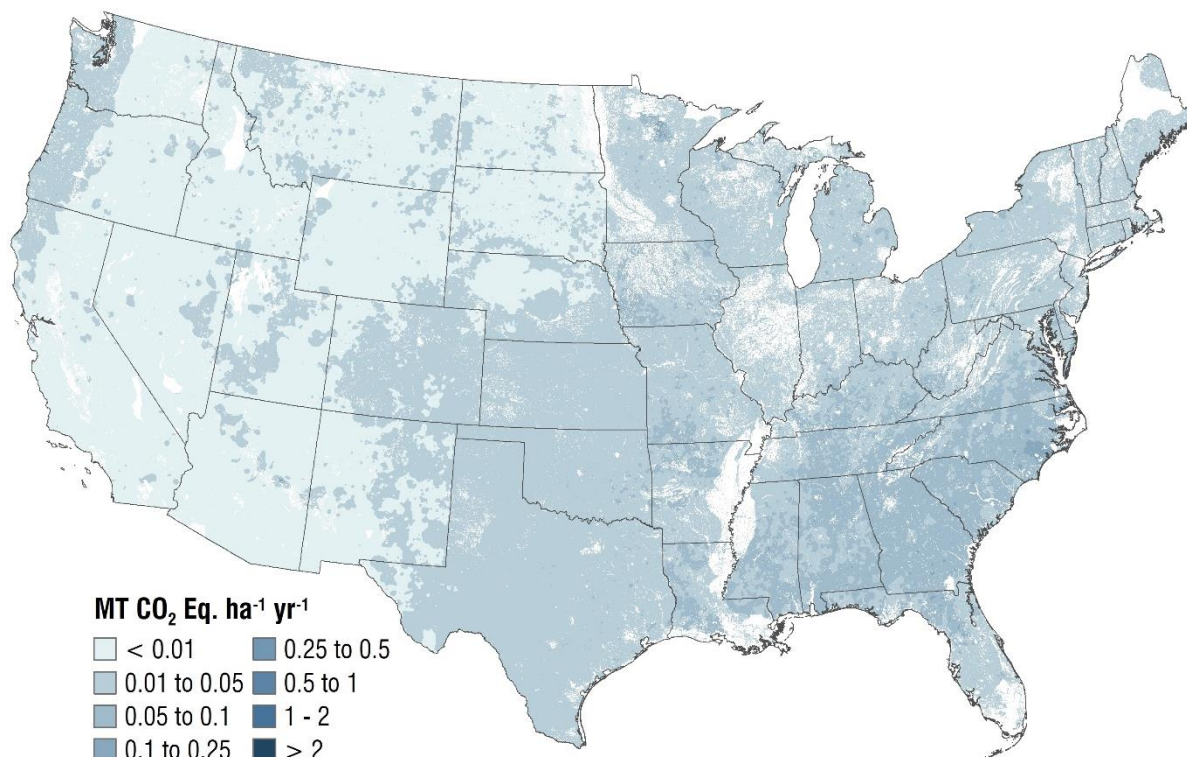 MT CO₂ Eq. ha⁻¹ yr⁻¹
< 0.01
0.01 to 0.05
0.05 to 0.1
0.1 to 0.25
0.25 to 0.5
0.5 to 1
1 - 2
> 2